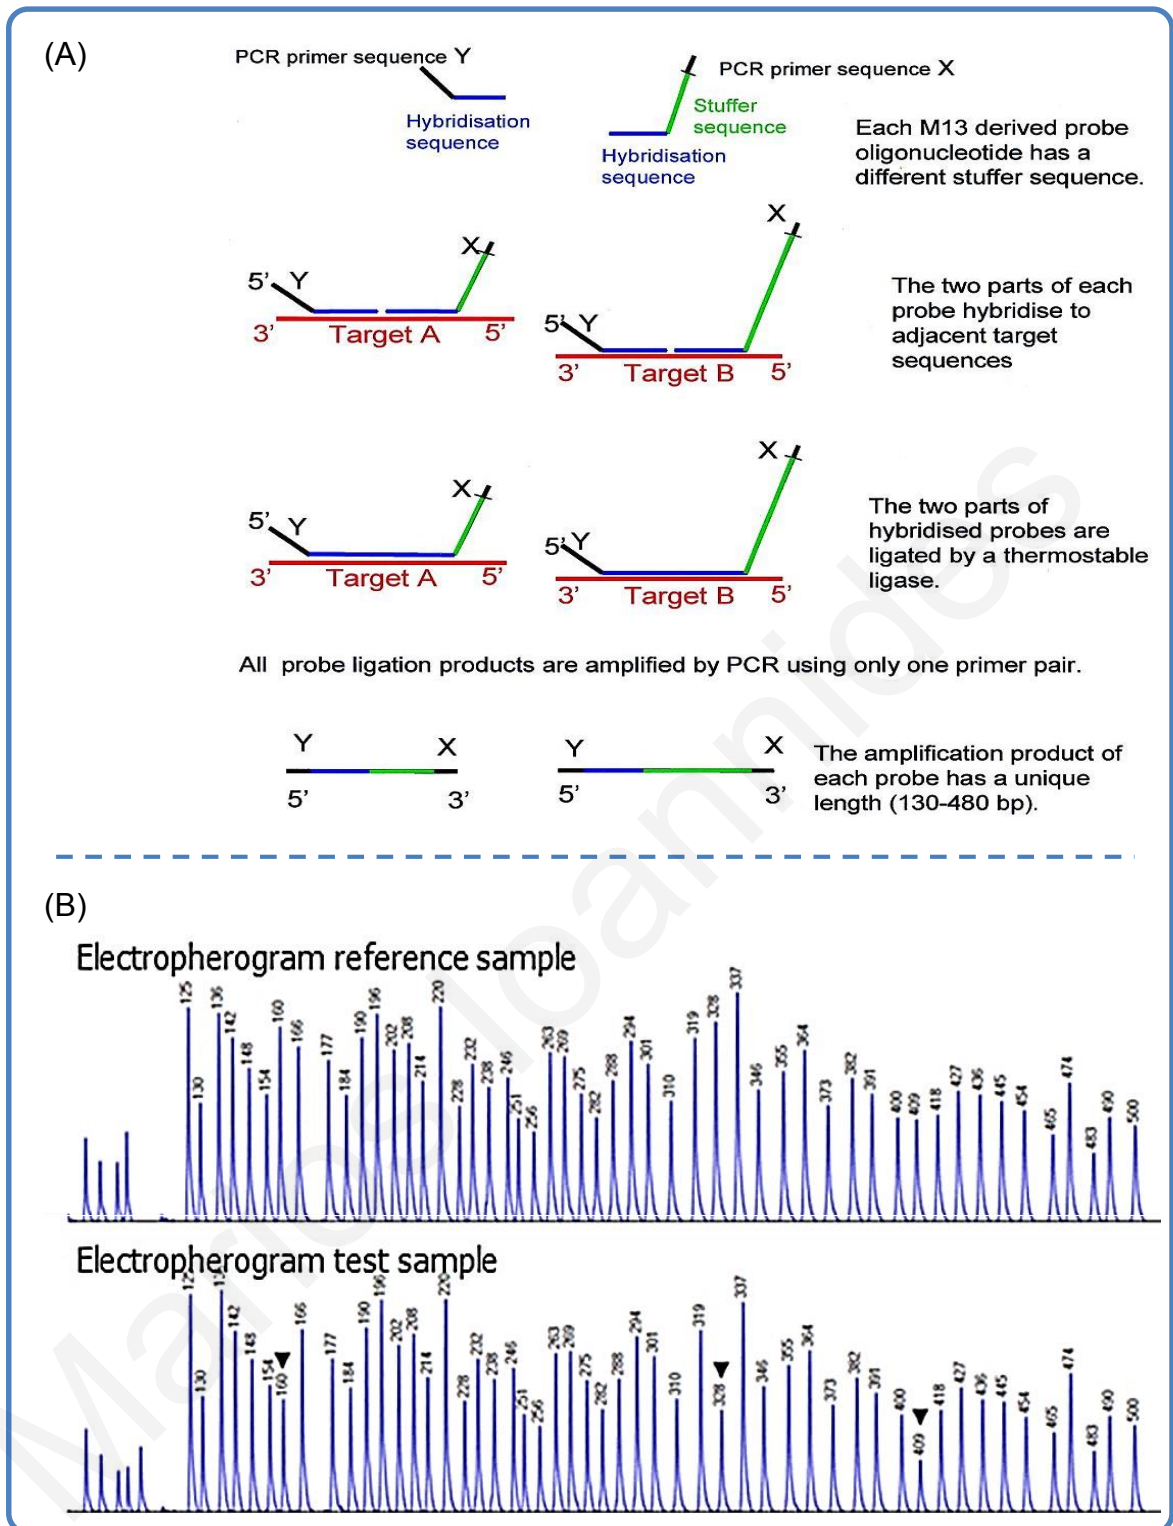 (A)
PCR primer sequence Y
PCR primer sequence X
Hybridisation
sequence
Stuffer
sequence
Hybridisation
sequence
Each M13 derived probe
oligonucleotide has a
different stuffer sequence.
X
X
5’ Y
3’ Target A 5’
5’ Y
3’ Target B 5’
The two parts of each
probe hybridise to
adjacent target
sequences
X
X
5’ Y
3’ Target A 5’
5’ Y
3’ Target B 5’
The two parts of
hybridised probes are
ligated by a thermostable
ligase.
All probe ligation products are amplified by PCR using only one primer pair.
Y X
5’ 3’
Y X
5’ 3’
The amplification product of
each probe has a unique
length (130-480 bp).
(B)
Electropherogram reference sample
125 130 136 142 148 154 160 166 177 184 190 196 202 208 214 220 228 232 238 246 251 256 263 269 275 282 288 294 301 310 319 328 337 346 355 364 373 382 391 400 409 418 427 436 445 454 465 474 483 490 500
Electropherogram test sample
130 142 148 154 160 166 177 184 190 196 202 208 214 220 228 232 238 246 251 256 263 269 275 282 288 294 301 310 319 328 337 346 355 364 373 382 391 400 409 418 427 436 445 454 465 474 483 490 500
Marios Ioannides